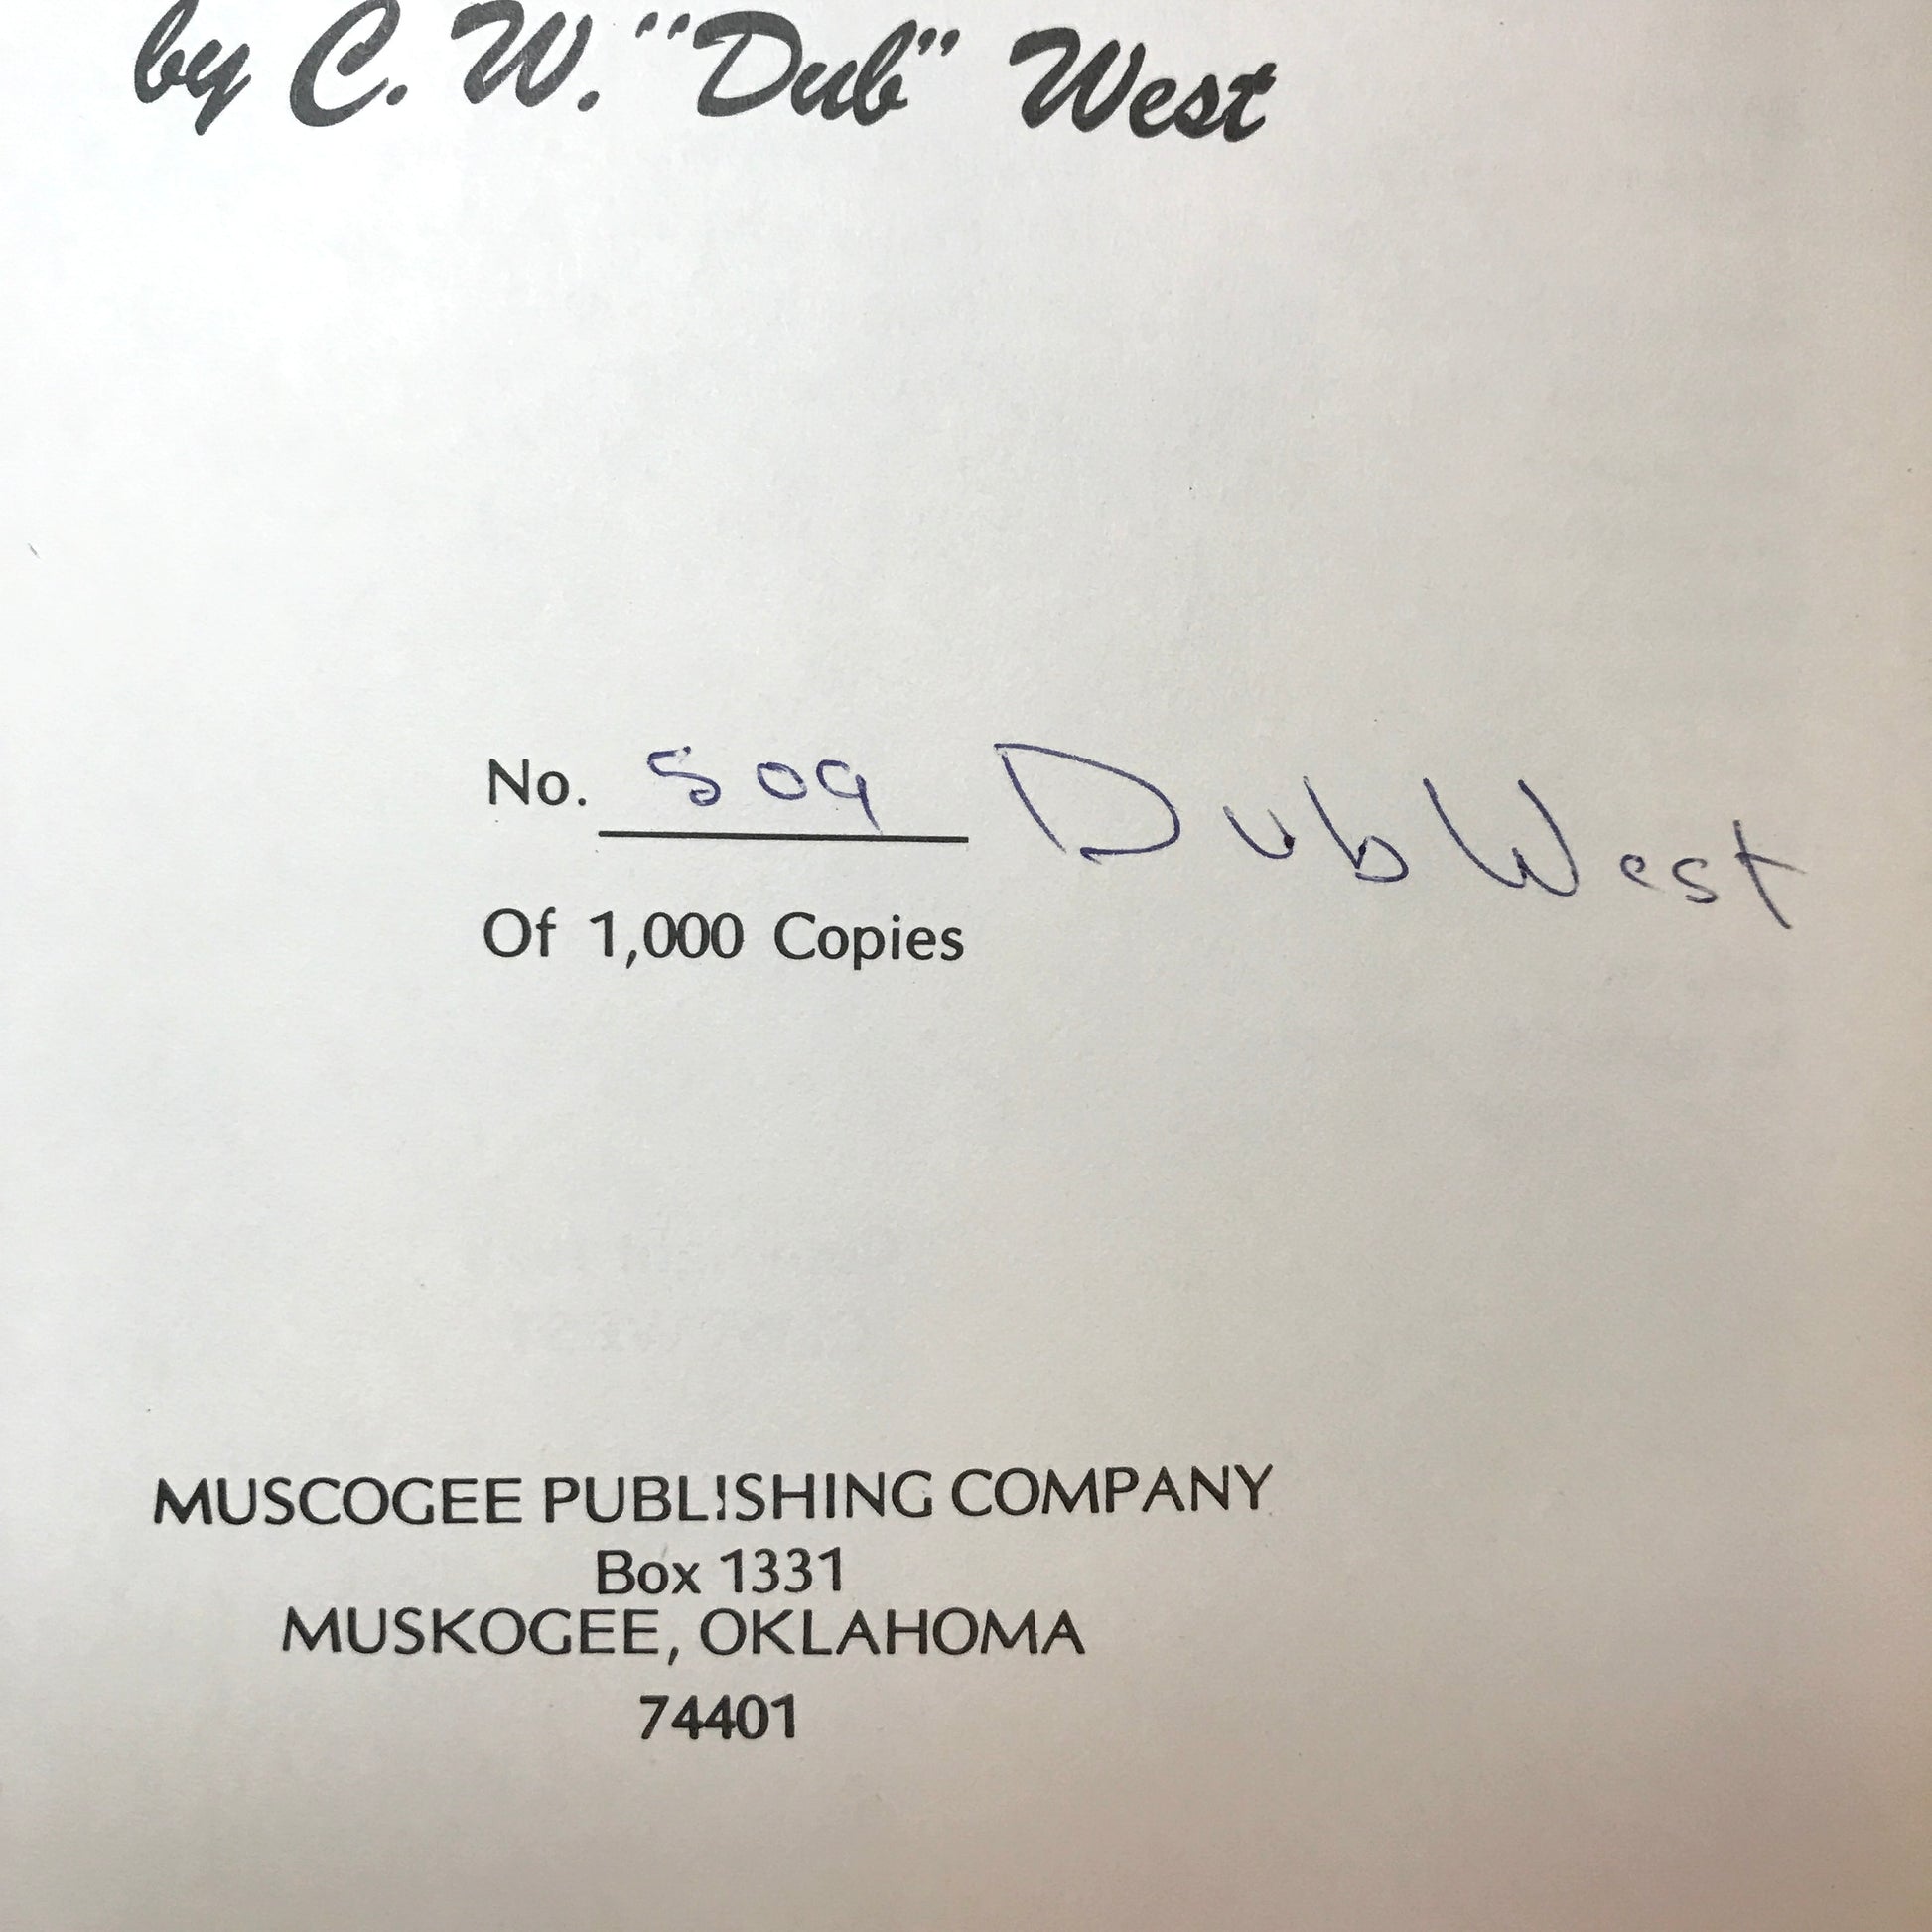 by C. W. "Dub" West
No. 509 Dub West
Of 1,000 Copies
MUSCOGEE PUBLISHING COMPANY
Box 1331
MUSKOGEE, OKLAHOMA
74401